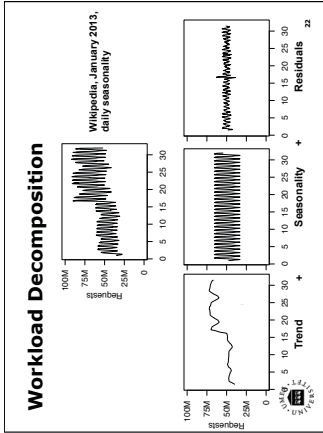 Workload Decomposition
Wikipedia, January 2013,
daily seasonality
Requests
100M
75M
50M
25M
0
0 5 10 15 20 25 30
Requests
100M
75M
50M
25M
0
0 5 10 15 20 25 30
0 5 10 15 20 25 30
0 5 10 15 20 25 30
Trend + Seasonality + Residuals
UMEÅ UNIVERSITET
22